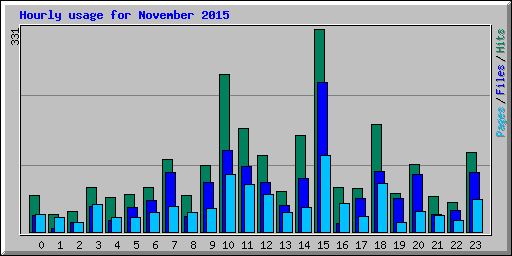 Hourly usage for November 2015
331
Pages / Files / Hits
0 1 2 3 4 5 6 7 8 9 10 11 12 13 14 15 16 17 18 19 20 21 22 23